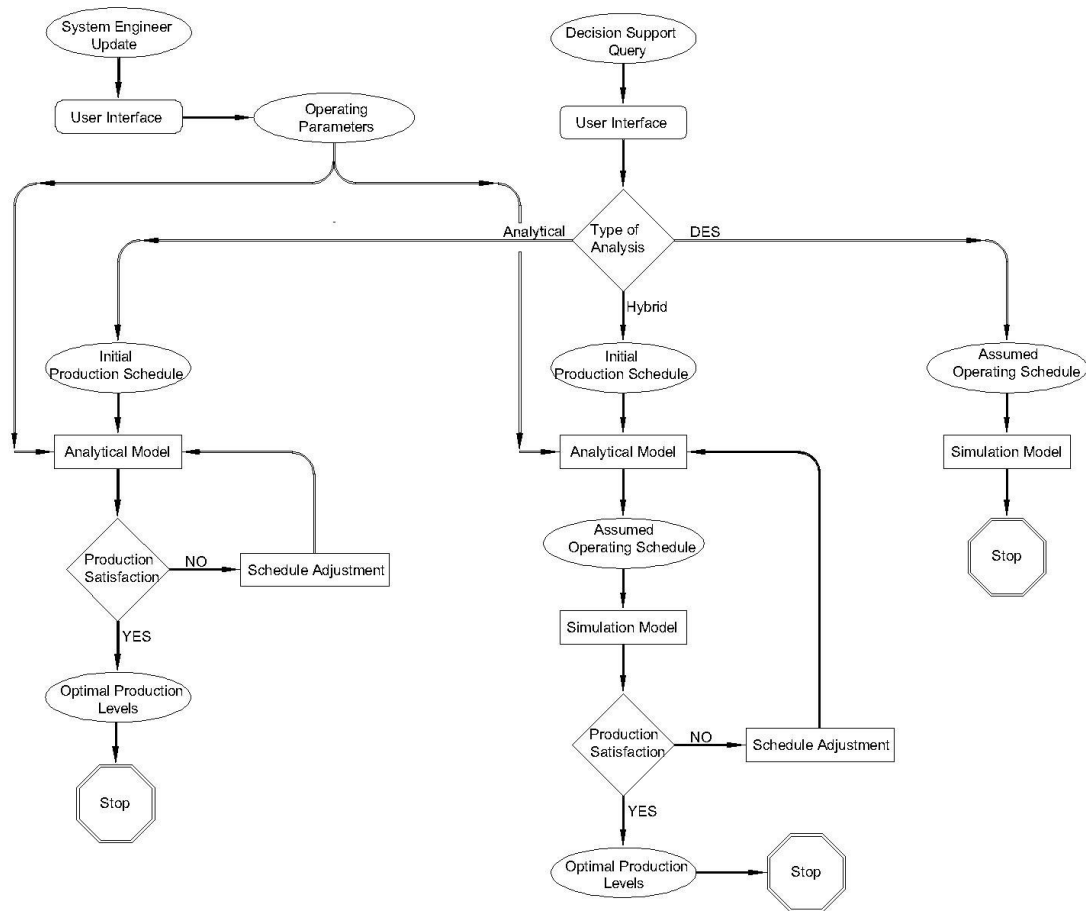 System Engineer
Update
Decision Support
Query
User Interface
Operating
Parameters
User Interface
Analytical
Type of
Analysis
DES
Hybrid
Initial
Production Schedule
Initial
Production Schedule
Assumed
Operating Schedule
Analytical Model
Analytical Model
Simulation Model
Assumed
Operating Schedule
Production
Satisfaction
NO
Schedule Adjustment
Stop
Simulation Model
YES
Optimal Production
Levels
Production
Satisfaction
NO
Schedule Adjustment
Stop
YES
Optimal Production
Levels
Stop